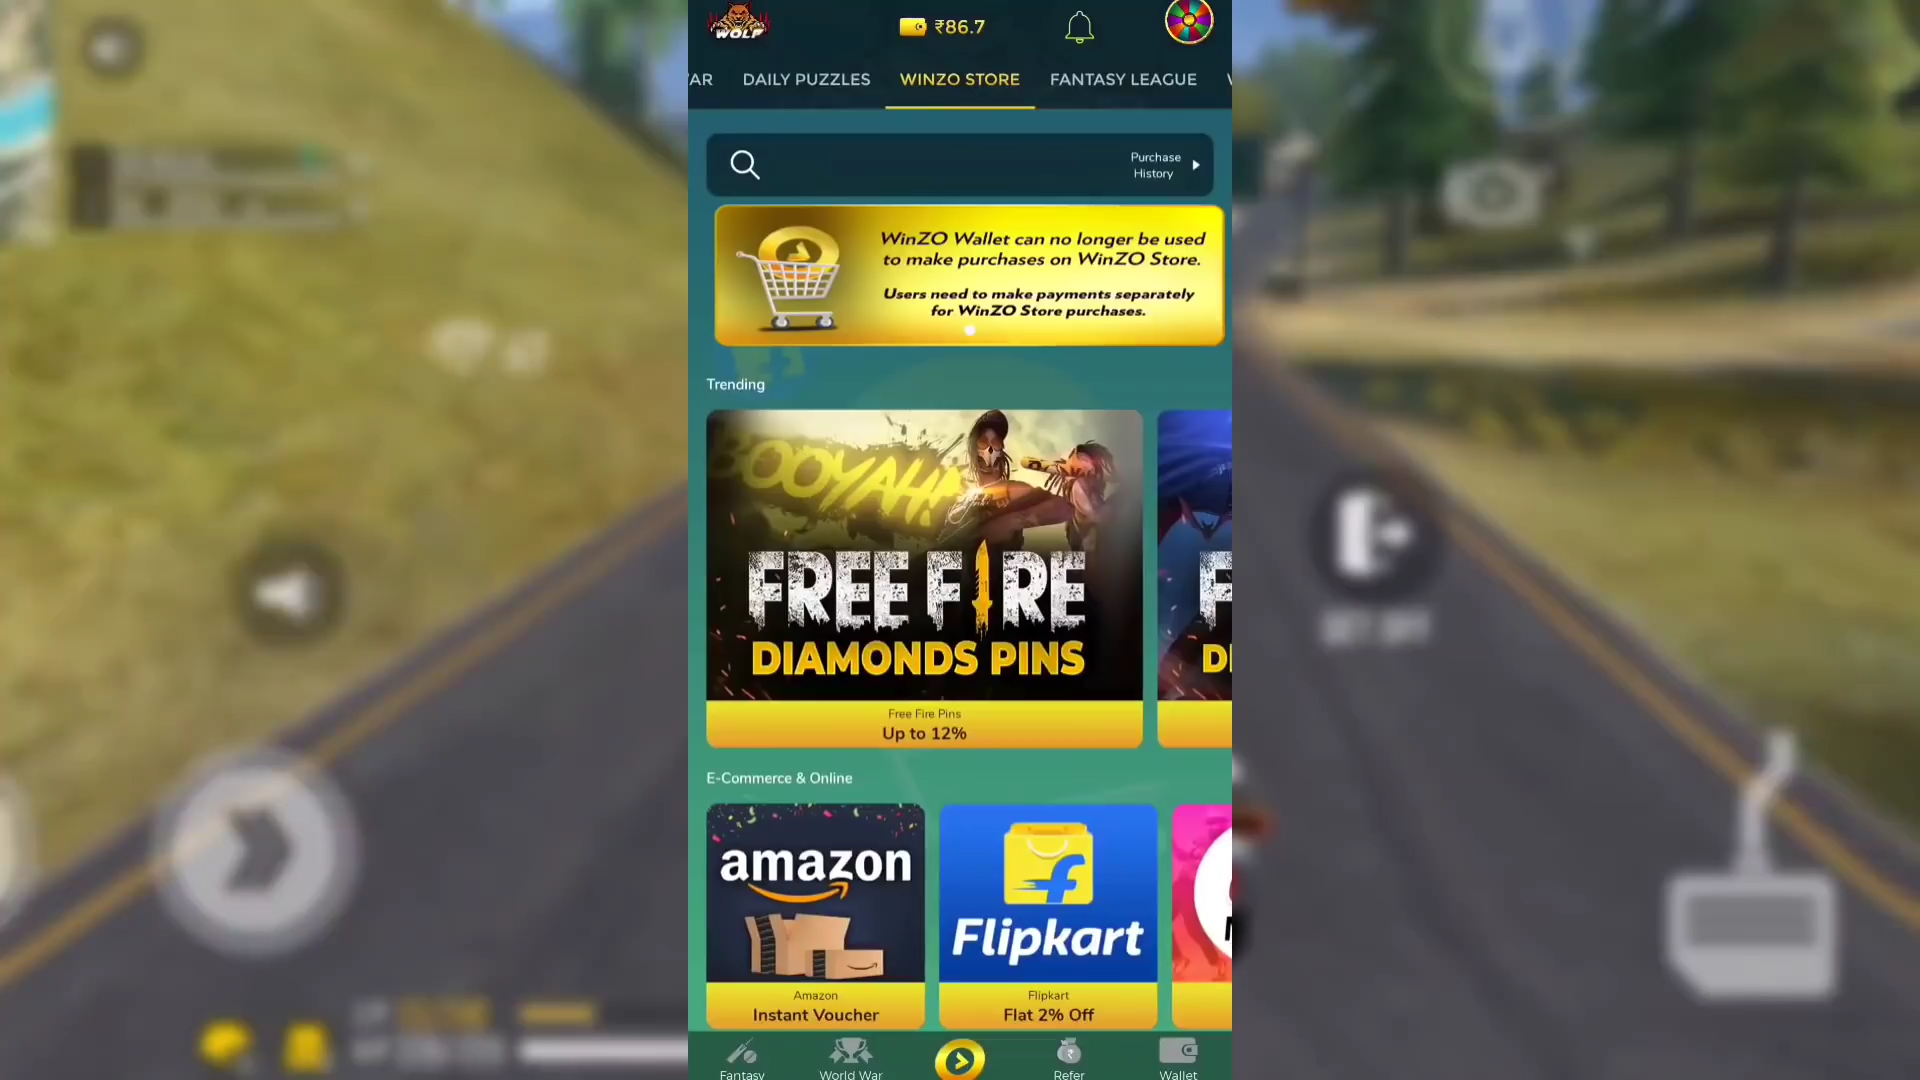 WOLF
₹86.7
AR
DAILY PUZZLES
WINZO STORE
FANTASY LEAGUE
Purchase
History
WinZO Wallet can no longer be used
to make purchases on WinZO Store.
Users need to make payments separately
for WinZO Store purchases.
Trending
BOOYAH!
FREE FIRE
DIAMONDS PINS
F
D
Free Fire Pins
Up to 12%
E-Commerce & Online
amazon
Flipkart
Amazon
Instant Voucher
Flipkart
Flat 2% Off
Fantasy
World War
Refer
Wallet